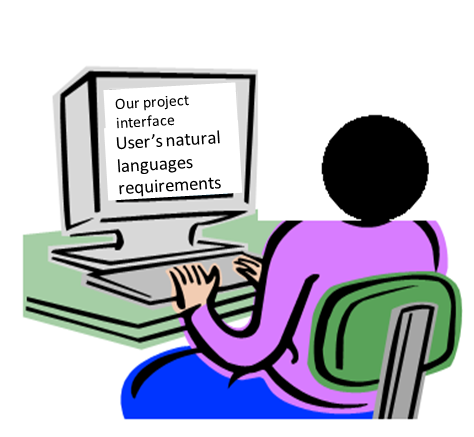 Our project
interface
User's natural
languages
requirements